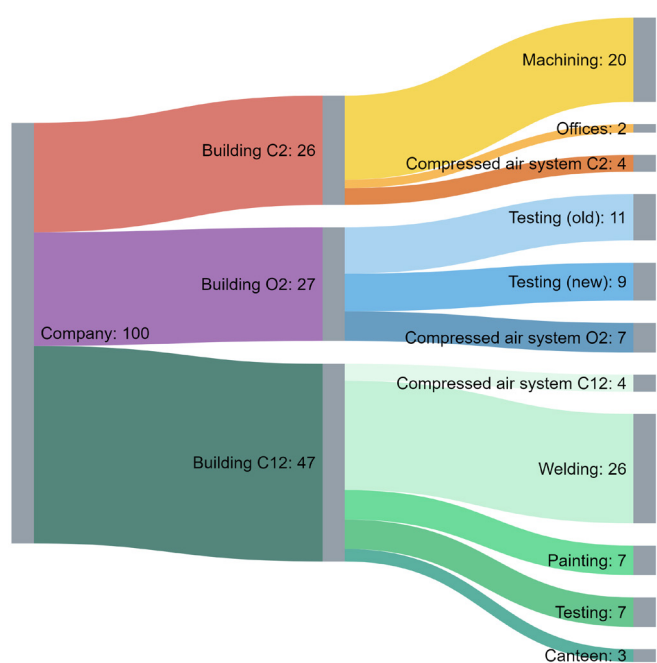 Company: 100
Building C2: 26
Building O2: 27
Building C12: 47
Machining: 20
Offices: 2
Compressed air system C2: 4
Testing (old): 11
Testing (new): 9
Compressed air system O2: 7
Compressed air system C12: 4
Welding: 26
Painting: 7
Testing: 7
Canteen: 3